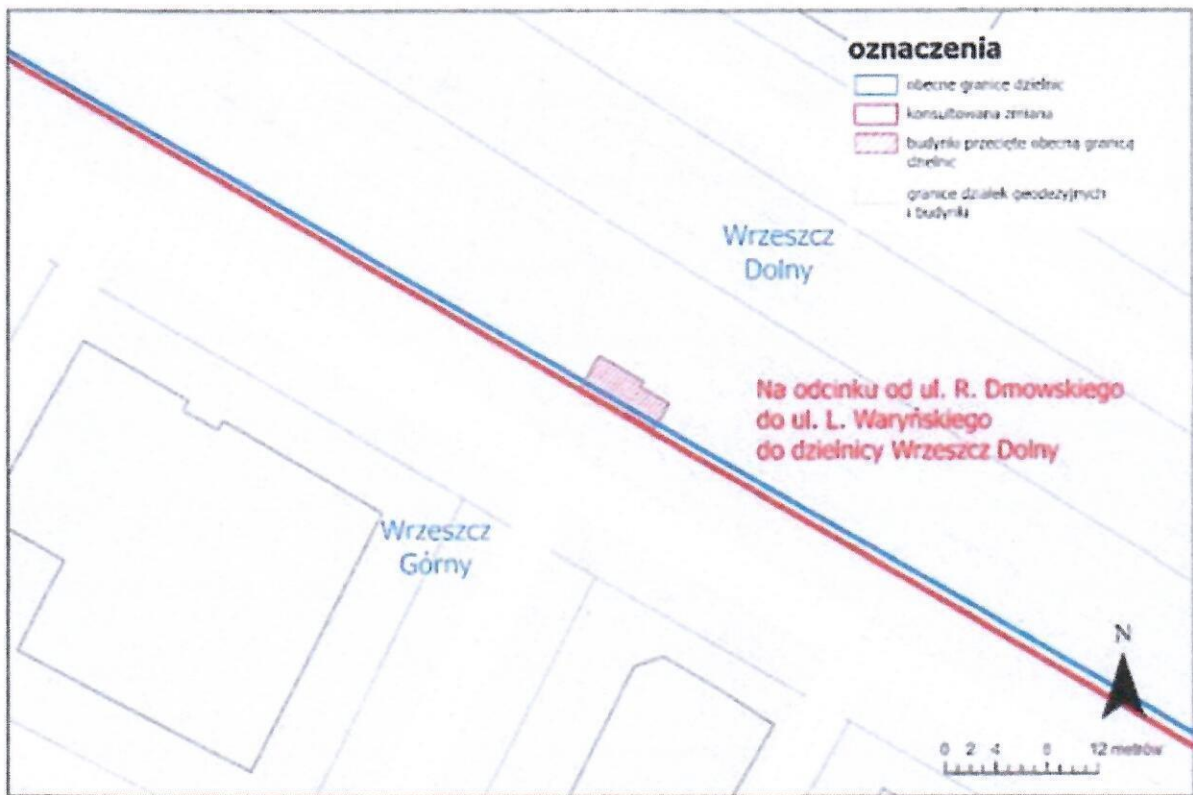 oznaczenia
obecne granice dzielnic
konsultowana zmiana
budynki przecięte obecną granicą
dzielnic
granice działek geodezyjnych
i budynki
Wrzeszcz
Dolny
Na odcinku od ul. R. Dmowskiego
do ul. L. Waryńskiego
do dzielnicy Wrzeszcz Dolny
Wrzeszcz
Górny
N
0 2 4 8 12 metrów